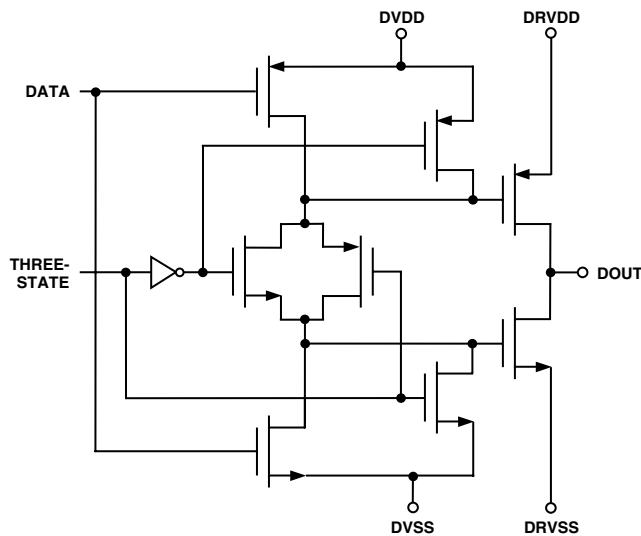 DVDD
DRVDD
DATA
THREE-
STATE
DOUT
DVSS
DRVSS